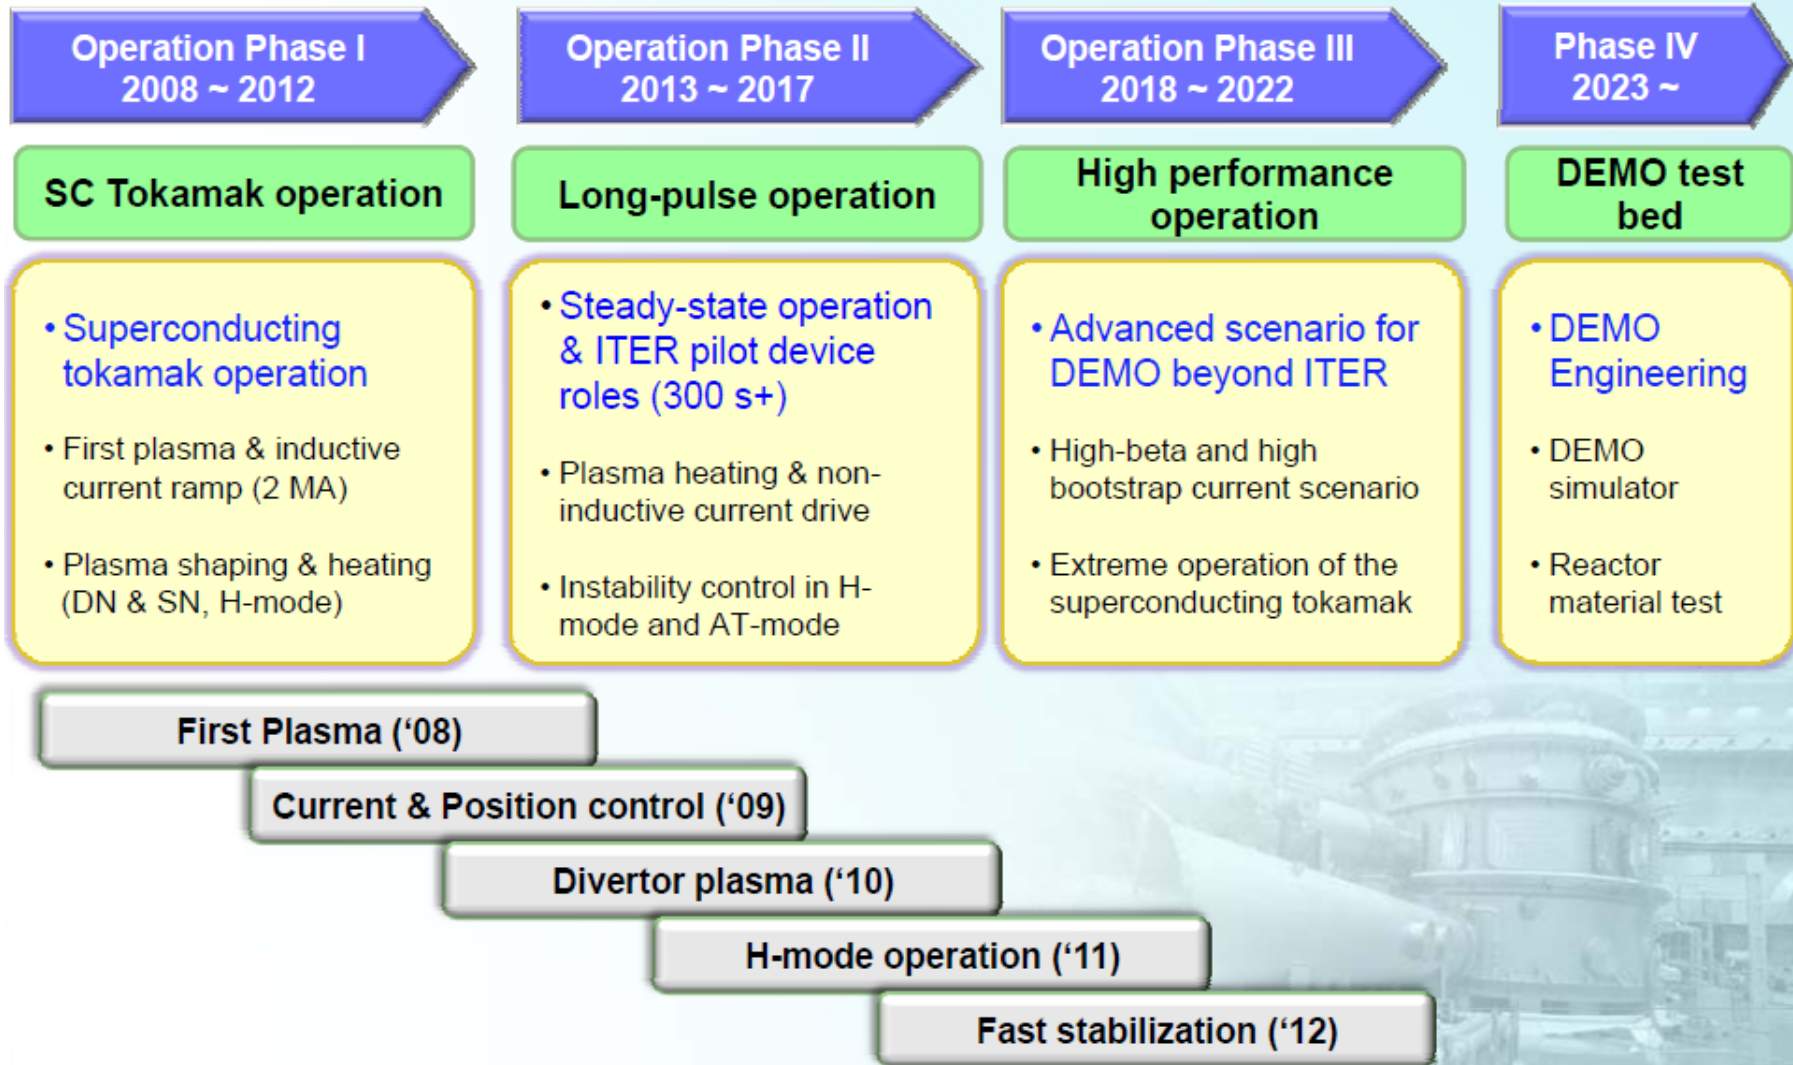 Operation Phase I
2008 ~ 2012
Operation Phase II
2013 ~ 2017
Operation Phase III
2018 ~ 2022
Phase IV
2023 ~
SC Tokamak operation
Long-pulse operation
High performance
operation
DEMO test
bed
• Superconducting
tokamak operation
• First plasma & inductive
current ramp (2 MA)
• Plasma shaping & heating
(DN & SN, H-mode)
• Steady-state operation
& ITER pilot device
roles (300 s+)
• Plasma heating & non-
inductive current drive
• Instability control in H-
mode and AT-mode
• Advanced scenario for
DEMO beyond ITER
• High-beta and high
bootstrap current scenario
• Extreme operation of the
superconducting tokamak
• DEMO
Engineering
• DEMO
simulator
• Reactor
material test
First Plasma (‘08)
Current & Position control (‘09)
Divertor plasma (‘10)
H-mode operation (‘11)
Fast stabilization (‘12)